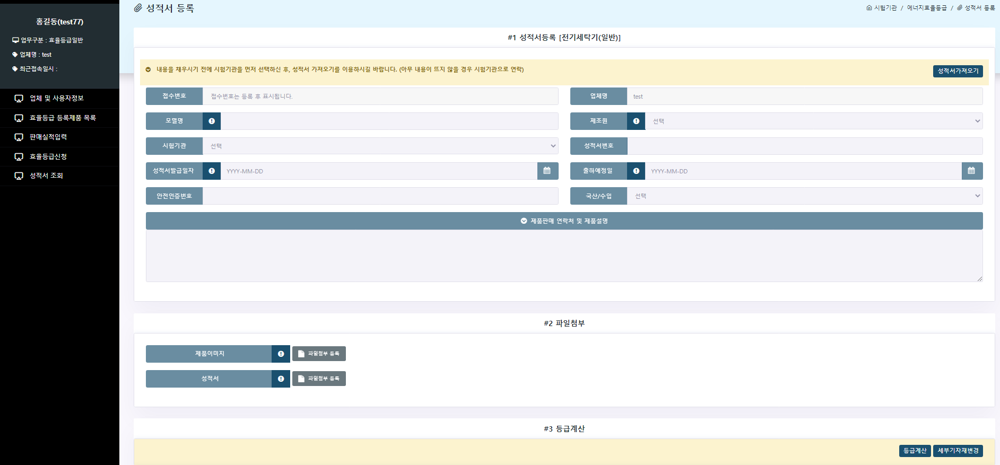 홍길동(test77)
업무구분 : 효율등급일반
업체명 : test
최근접속일시 :
업체 및 사용자정보
효율등급 등록제품 목록
판매실적입력
효율등급신청
성적서 조회
성적서 등록
시험기관 / 에너지효율등급 / 성적서 등록
#1 성적서등록 [전기세탁기(일반)]
내용을 채우시기 전에 시험기관을 먼저 선택하신 후, 성적서 가져오기를 이용하시길 바랍니다. (아무 내용이 뜨지 않을 경우 시험기관으로 연락)
성적서가져오기
접수번호 접수번호는 등록 후 표시됩니다.
업체명 test
모델명
제조원 선택
시험기관 선택
성적서번호
성적서발급일자 YYYY-MM-DD
출하예정일 YYYY-MM-DD
안전인증번호
국산/수입 선택
제품판매 연락처 및 제품설명
#2 파일첨부
제품이미지 파일첨부 등록
성적서 파일첨부 등록
#3 등급계산
등급계산 세부기자재변경